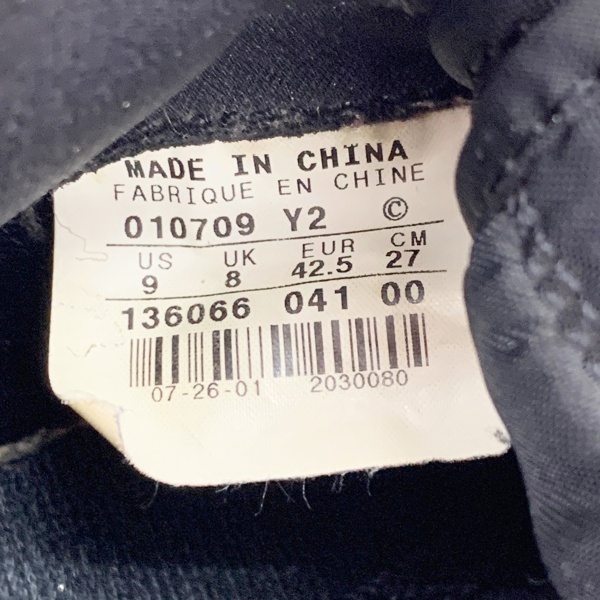 MADE IN CHINA
FABRIQUE EN CHINE
010709 Y2 ©
US UK EUR CM
9 8 42.5 27
136066 041 00
07-26-01 2030080